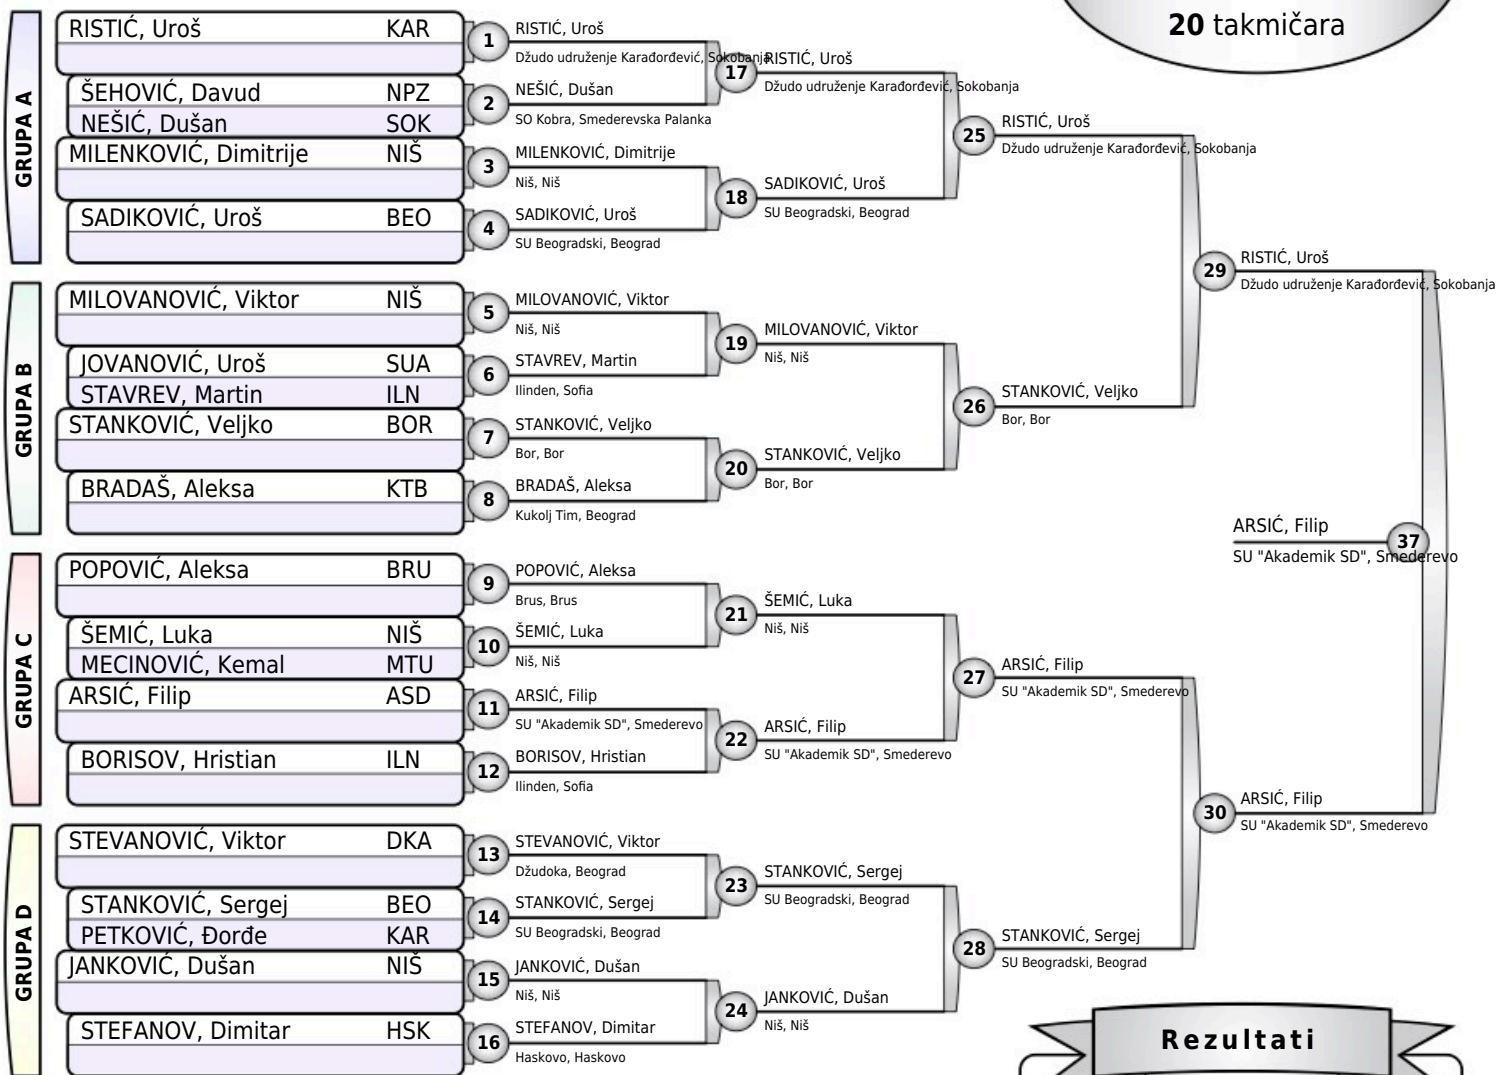 20 takmičara
GRUPA A
RISTIĆ, Uroš KAR
ŠEHOVIĆ, Davud NPZ
NEŠIĆ, Dušan SOK
MILENKOVIĆ, Dimitrije NIŠ
SADIKOVIĆ, Uroš BEO
GRUPA B
MILOVANOVIĆ, Viktor NIŠ
JOVANOVIĆ, Uroš SUA
STAVREV, Martin ILN
STANKOVIĆ, Veljko BOR
BRADAŠ, Aleksa KTB
GRUPA C
POPOVIĆ, Aleksa BRU
ŠEMIĆ, Luka NIŠ
MECINOVIĆ, Kemal MTU
ARSIĆ, Filip ASD
BORISOV, Hristian ILN
GRUPA D
STEVANOVIĆ, Viktor DKA
STANKOVIĆ, Sergej BEO
PETKOVIĆ, Đorđe KAR
JANKOVIĆ, Dušan NIŠ
STEFANOV, Dimitar HSK
1 RISTIĆ, Uroš
Džudo udruženje Karađorđević, Sokobanja
2 NEŠIĆ, Dušan
SO Kobra, Smederevska Palanka
3 MILENKOVIĆ, Dimitrije
Niš, Niš
4 SADIKOVIĆ, Uroš
SU Beogradski, Beograd
5 MILOVANOVIĆ, Viktor
Niš, Niš
6 STAVREV, Martin
Ilinden, Sofia
7 STANKOVIĆ, Veljko
Bor, Bor
8 BRADAŠ, Aleksa
Kukolj Tim, Beograd
9 POPOVIĆ, Aleksa
Brus, Brus
10 ŠEMIĆ, Luka
Niš, Niš
11 ARSIĆ, Filip
SU "Akademik SD", Smederevo
12 BORISOV, Hristian
Ilinden, Sofia
13 STEVANOVIĆ, Viktor
Džudoka, Beograd
14 STANKOVIĆ, Sergej
SU Beogradski, Beograd
15 JANKOVIĆ, Dušan
Niš, Niš
16 STEFANOV, Dimitar
Haskovo, Haskovo
17 RISTIĆ, Uroš
Džudo udruženje Karađorđević, Sokobanja
18 SADIKOVIĆ, Uroš
SU Beogradski, Beograd
19 MILOVANOVIĆ, Viktor
Niš, Niš
20 STANKOVIĆ, Veljko
Bor, Bor
21 ŠEMIĆ, Luka
Niš, Niš
22 ARSIĆ, Filip
SU "Akademik SD", Smederevo
23 STANKOVIĆ, Sergej
SU Beogradski, Beograd
24 JANKOVIĆ, Dušan
Niš, Niš
25 RISTIĆ, Uroš
Džudo udruženje Karađorđević, Sokobanja
26 STANKOVIĆ, Veljko
Bor, Bor
27 ARSIĆ, Filip
SU "Akademik SD", Smederevo
28 STANKOVIĆ, Sergej
SU Beogradski, Beograd
29 RISTIĆ, Uroš
Džudo udruženje Karađorđević, Sokobanja
30 ARSIĆ, Filip
SU "Akademik SD", Smederevo
ARSIĆ, Filip 37
SU "Akademik SD", Smederevo
Rezultati